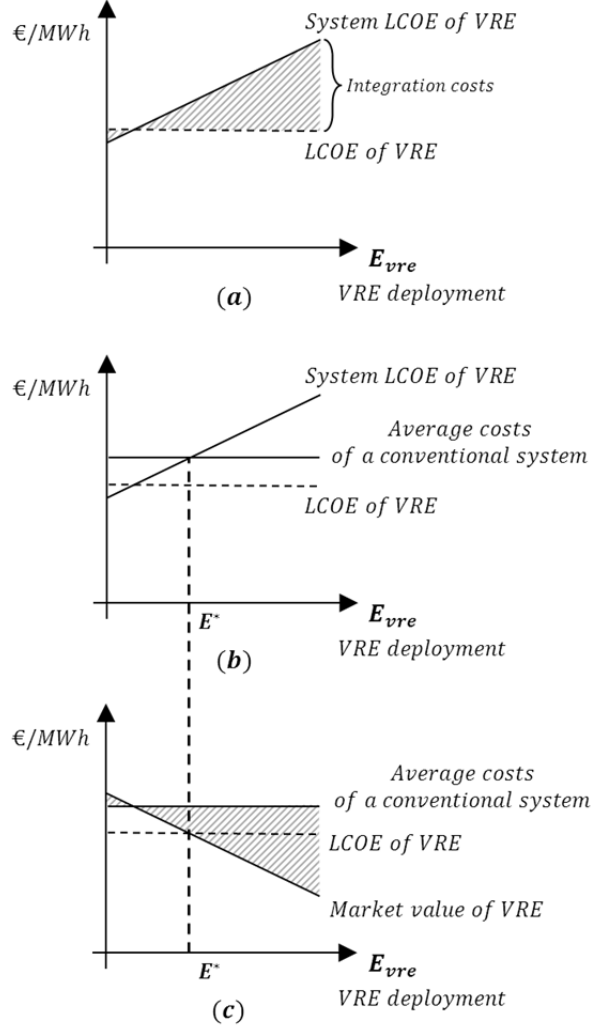 €/MWh
System LCOE of VRE
Integration costs
LCOE of VRE
E_vre
VRE deployment
(a)
€/MWh
System LCOE of VRE
Average costs
of a conventional system
LCOE of VRE
E*
E_vre
VRE deployment
(b)
€/MWh
Average costs
of a conventional system
LCOE of VRE
Market value of VRE
E*
E_vre
VRE deployment
(c)